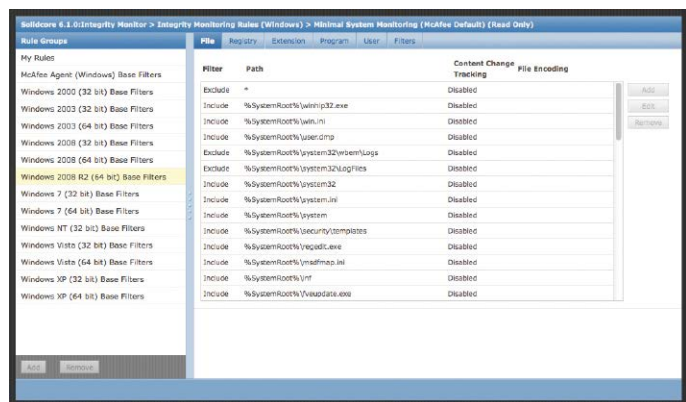 Solidcore 6.1.0:Integrity Monitor > Integrity Monitoring Rules (Windows) > Minimal System Monitoring (McAfee Default) (Read Only)
Rule Groups
My Rules
McAfee Agent (Windows) Base Filters
Windows 2000 (32 bit) Base Filters
Windows 2003 (32 bit) Base Filters
Windows 2003 (64 bit) Base Filters
Windows 2008 (32 bit) Base Filters
Windows 2008 (64 bit) Base Filters
Windows 2008 R2 (64 bit) Base Filters
Windows 7 (32 bit) Base Filters
Windows 7 (64 bit) Base Filters
Windows NT (32 bit) Base Filters
Windows Vista (32 bit) Base Filters
Windows Vista (64 bit) Base Filters
Windows XP (32 bit) Base Filters
Windows XP (64 bit) Base Filters
Add Remove
File Registry Extension Program User Filters
Filter Path Content Change Tracking File Encoding
Exclude * Disabled
Include %SystemRoot%\winhlp32.exe Disabled
Include %SystemRoot%\win.ini Disabled
Include %SystemRoot%\user.dmp Disabled
Exclude %SystemRoot%\system32\wbem\Logs Disabled
Exclude %SystemRoot%\system32\LogFiles Disabled
Include %SystemRoot%\system32 Disabled
Include %SystemRoot%\system.ini Disabled
Include %SystemRoot%\system Disabled
Include %SystemRoot%\security\templates Disabled
Include %SystemRoot%\regedit.exe Disabled
Include %SystemRoot%\msdfmap.ini Disabled
Include %SystemRoot%\inf Disabled
Include %SystemRoot%\fveupdate.exe Disabled
Add
Edit
Remove